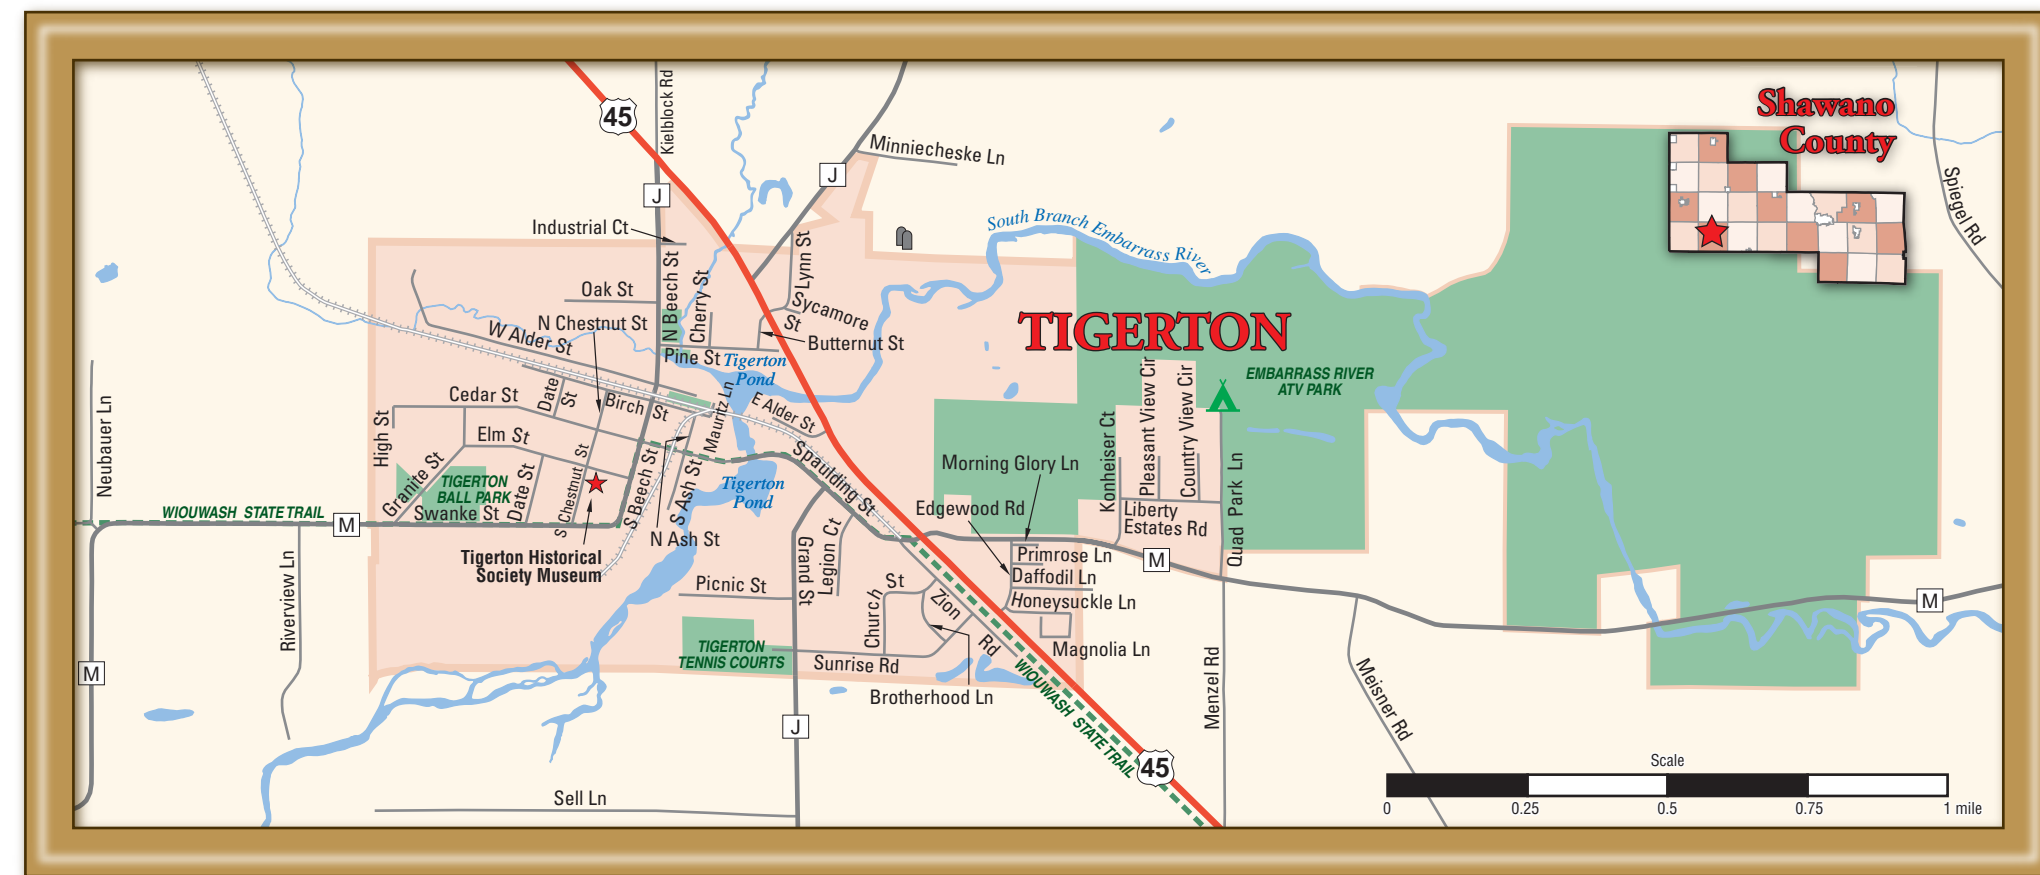 45
Kielblock Rd
J
J
Minniecheske Ln
Shawano
County
Spiegel Rd
Industrial Ct
South Branch Embarrass River
Lynn St
N Beech St
Cherry St
Oak St
Sycamore
St
N Chestnut St
W Alder St
Butternut St
TIGERTON
Pine St
Tigerton
Pond
EMBARRASS RIVER
ATV PARK
Neubauer Ln
High St
Cedar St
Date
St
Birch St
Mauritz Ln
E Alder St
Konheiser Ct
Pleasant View Cir
Country View Cir
Elm St
Granite St
TIGERTON
BALL PARK
Swanke St
Date St
S Chestnut St
S Beech St
S Ash St
N Ash St
Tigerton
Pond
Spaulding St
Morning Glory Ln
Edgewood Rd
Liberty
Estates Rd
Quad Park Ln
WIOUWASH STATE TRAIL
M
Tigerton Historical
Society Museum
Riverview Ln
Grand St
Legion Ct
Primrose Ln
Daffodil Ln
Honeysuckle Ln
M
M
Picnic St
Church St
Zion Rd
Magnolia Ln
TIGERTON
TENNIS COURTS
Sunrise Rd
Brotherhood Ln
M
J
WIOUWASH STATE TRAIL
45
Menzel Rd
Meisner Rd
Sell Ln
Scale
0 0.25 0.5 0.75 1 mile